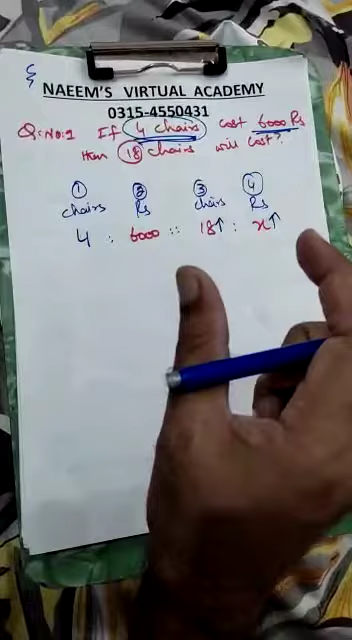 NAEEM'S VIRTUAL ACADEMY
0315-4550431
Q:No:1 If 4 chairs cost 6000 Rs
then 18 chairs will cost?
1 2 3 4
chairs Rs chairs Rs
4 : 6000 :: 18↑ : x↑